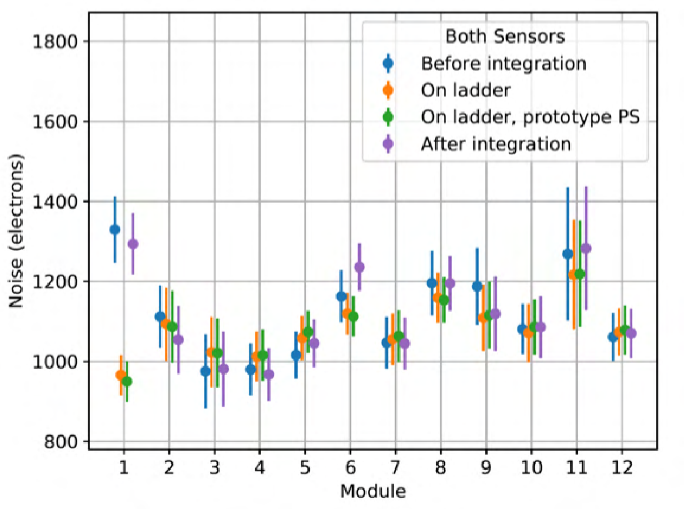 1800
1600
1400
1200
1000
800
Noise (electrons)
Both Sensors
Before integration
On ladder
On ladder, prototype PS
After integration
1 2 3 4 5 6 7 8 9 10 11 12
Module